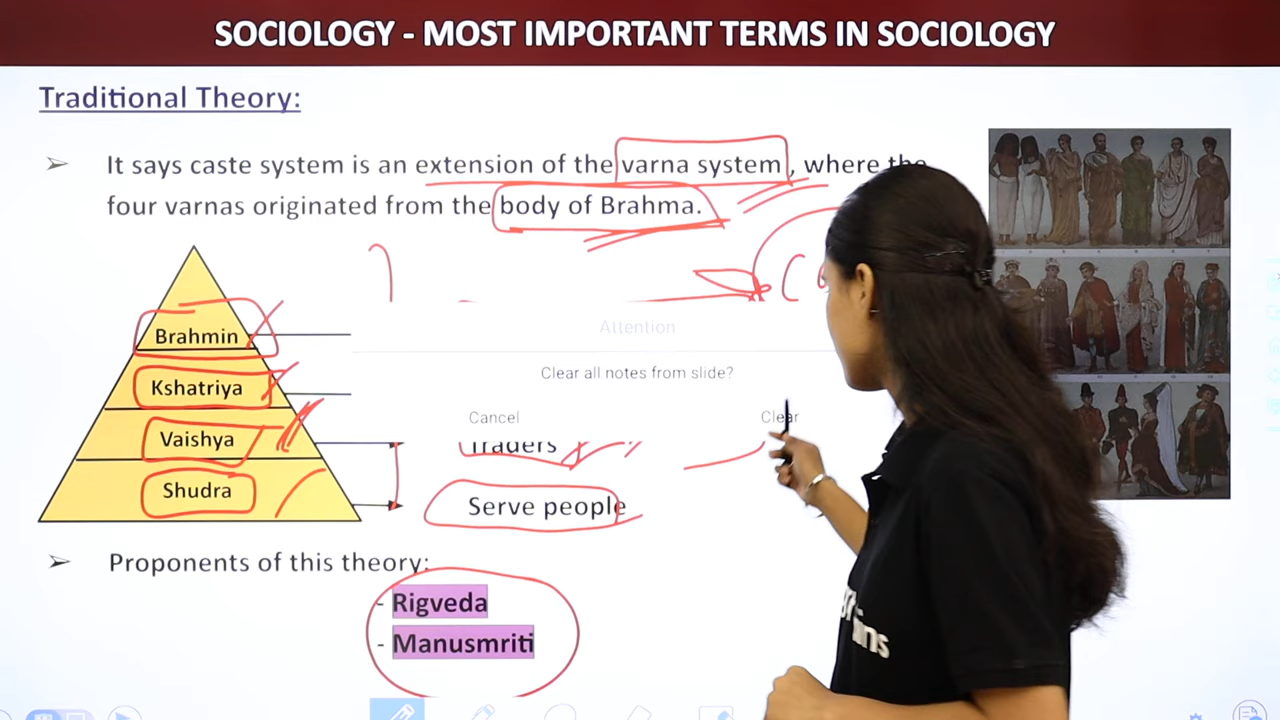 SOCIOLOGY - MOST IMPORTANT TERMS IN SOCIOLOGY
Traditional Theory:
➢ It says caste system is an extension of the varna system, where the
four varnas originated from the body of Brahma.
Attention
Brahmin
Clear all notes from slide?
Kshatriya
Cancel Clear
Vaishya Traders
Shudra Serve people
➢ Proponents of this theory:
- Rigveda
- Manusmriti